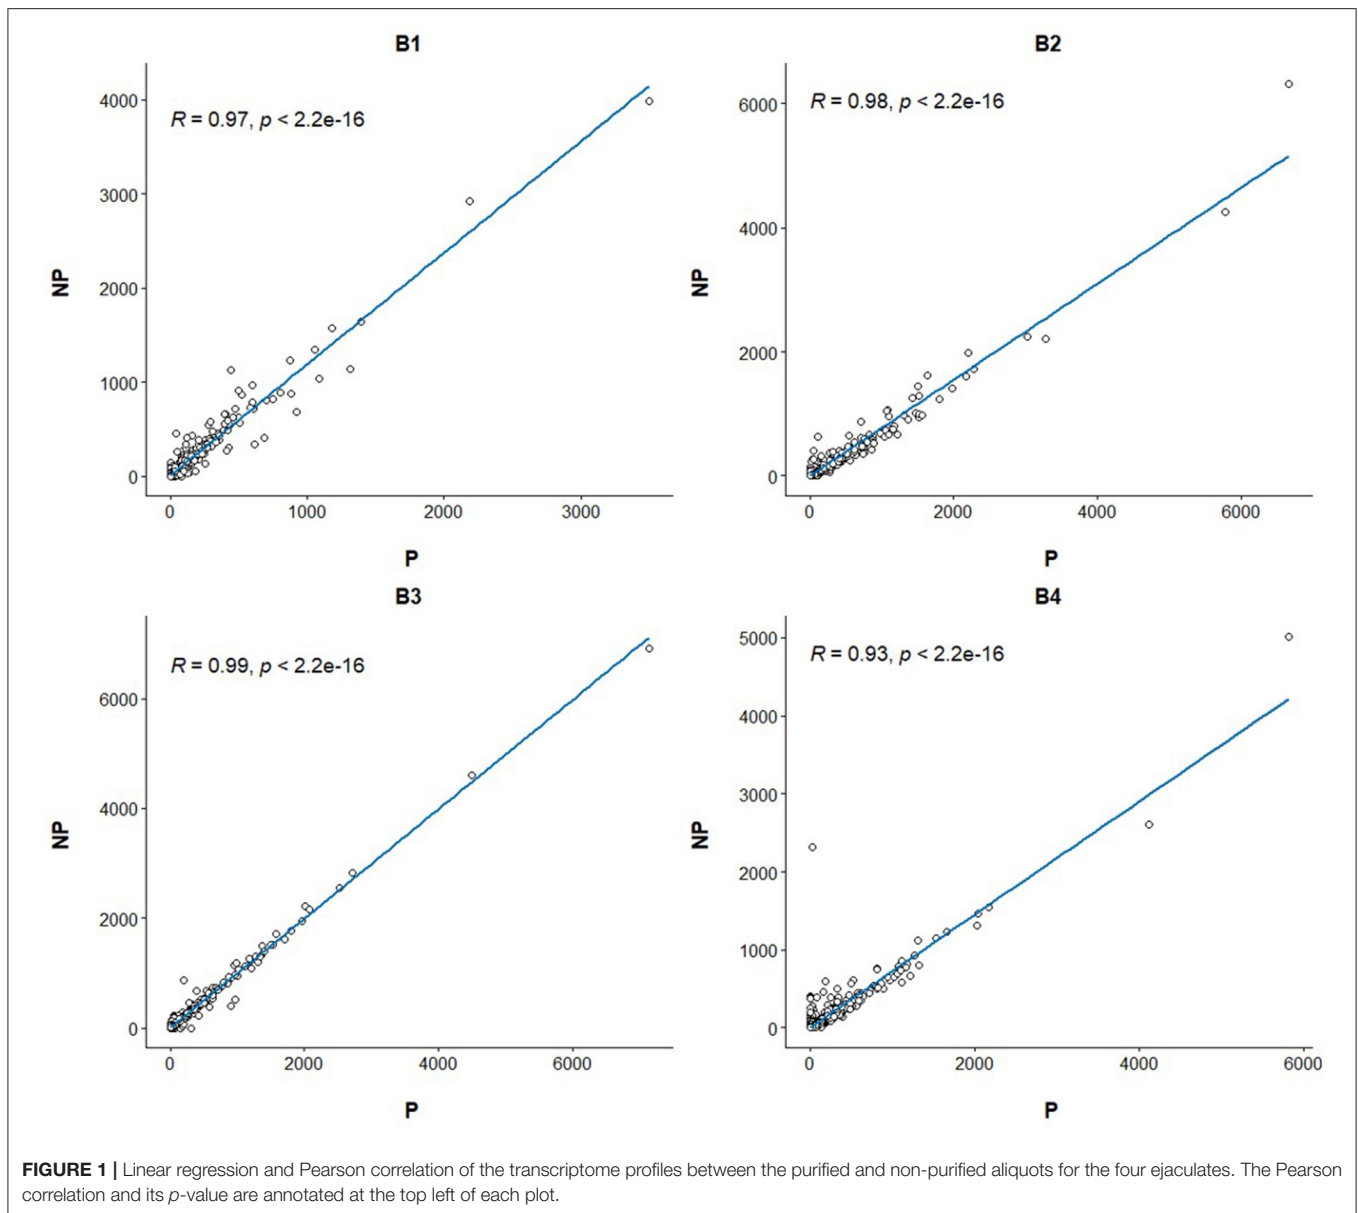 B1
R = 0.97, p < 2.2e-16
4000
3000
2000
1000
0
NP
0 1000 2000 3000
P
B2
R = 0.98, p < 2.2e-16
6000
4000
2000
0
NP
0 2000 4000 6000
P
B3
R = 0.99, p < 2.2e-16
6000
4000
2000
0
NP
0 2000 4000 6000
P
B4
R = 0.93, p < 2.2e-16
5000
4000
3000
2000
1000
0
NP
0 2000 4000 6000
P
FIGURE 1 | Linear regression and Pearson correlation of the transcriptome profiles between the purified and non-purified aliquots for the four ejaculates. The Pearson
correlation and its p-value are annotated at the top left of each plot.